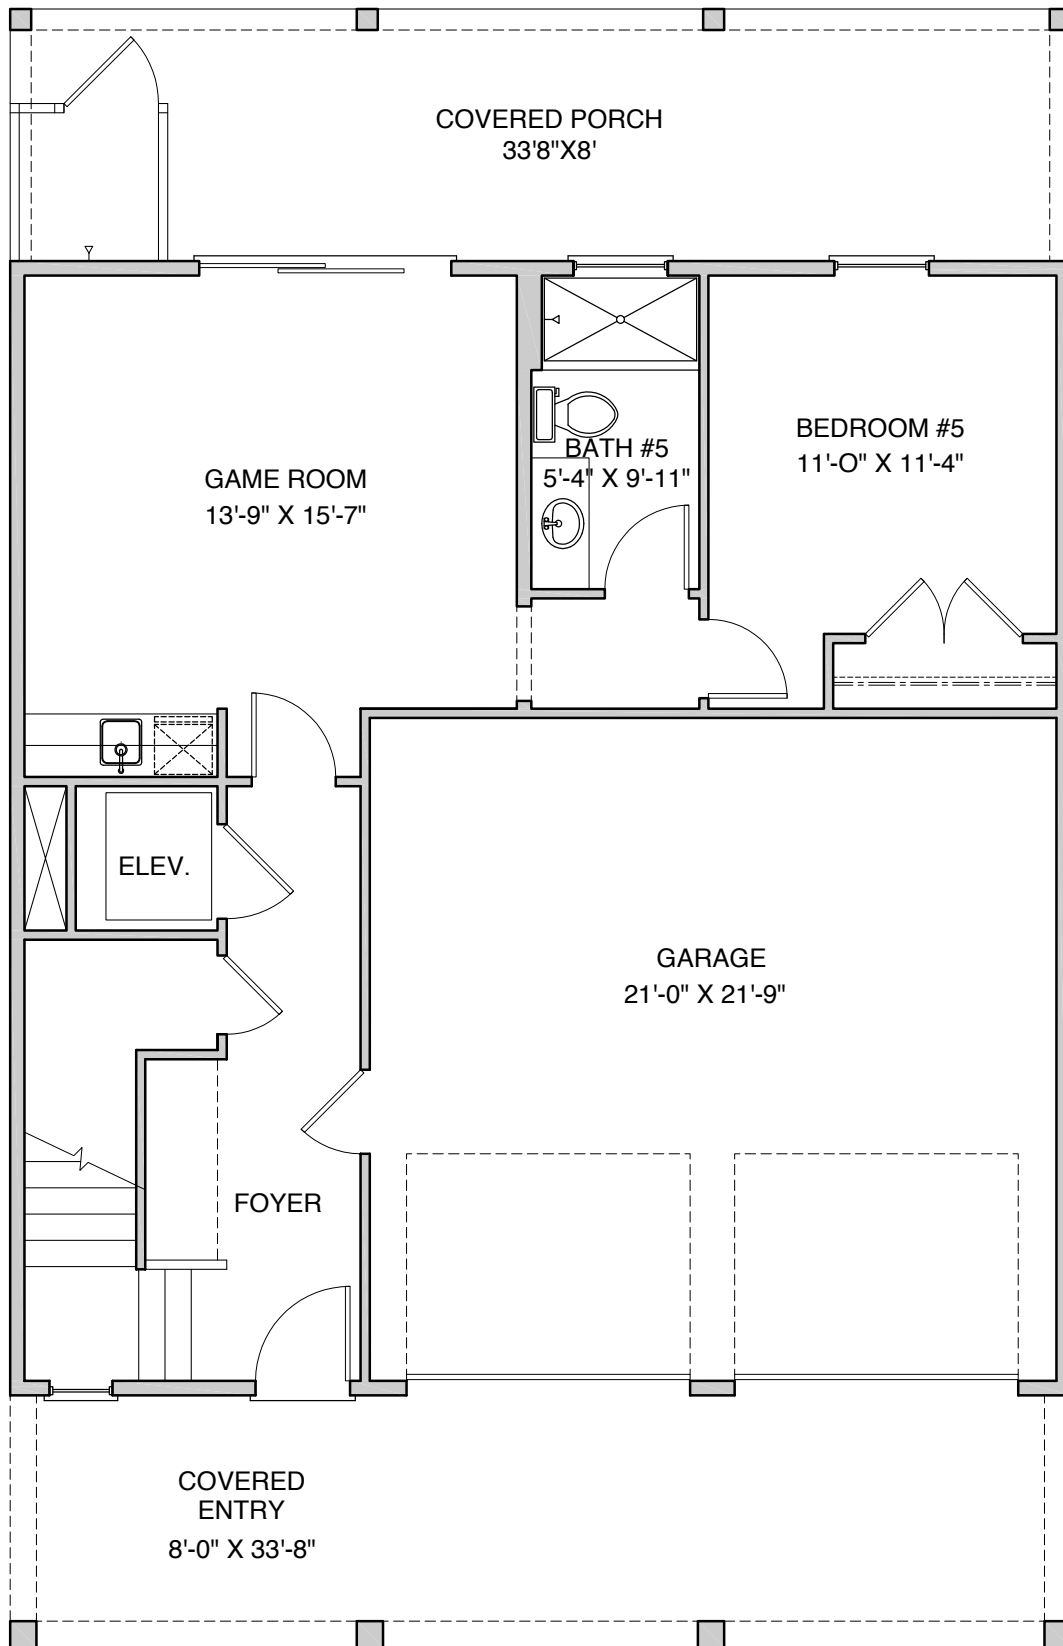 COVERED PORCH
33'8"X8'
GAME ROOM
13'-9" X 15'-7"
BATH #5
5'-4" X 9'-11"
BEDROOM #5
11'-O" X 11'-4"
ELEV.
GARAGE
21'-0" X 21'-9"
FOYER
COVERED
ENTRY
8'-0" X 33'-8"